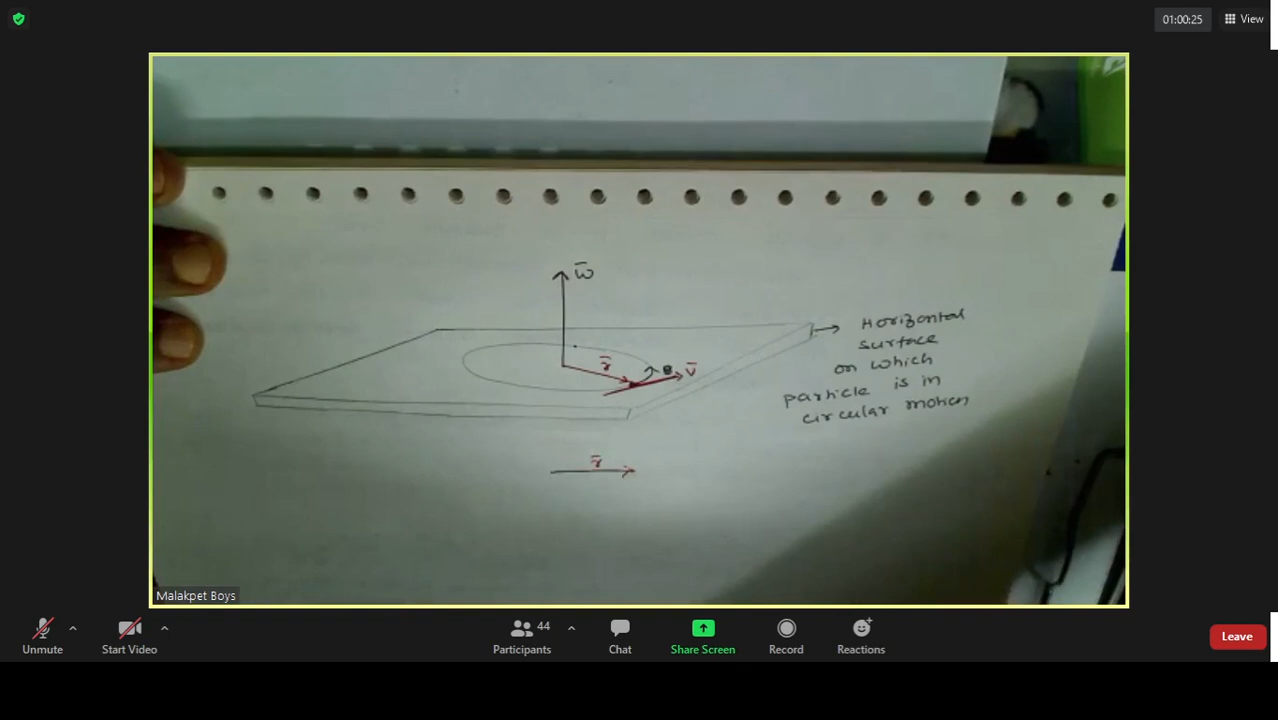 01:00:25
View
ω̄
Horizontal
surface
on which
particle is in
circular motion
r̄
θ
v̄
r̄
Malakpet Boys
44
Unmute
Start Video
Participants
Chat
Share Screen
Record
Reactions
Leave